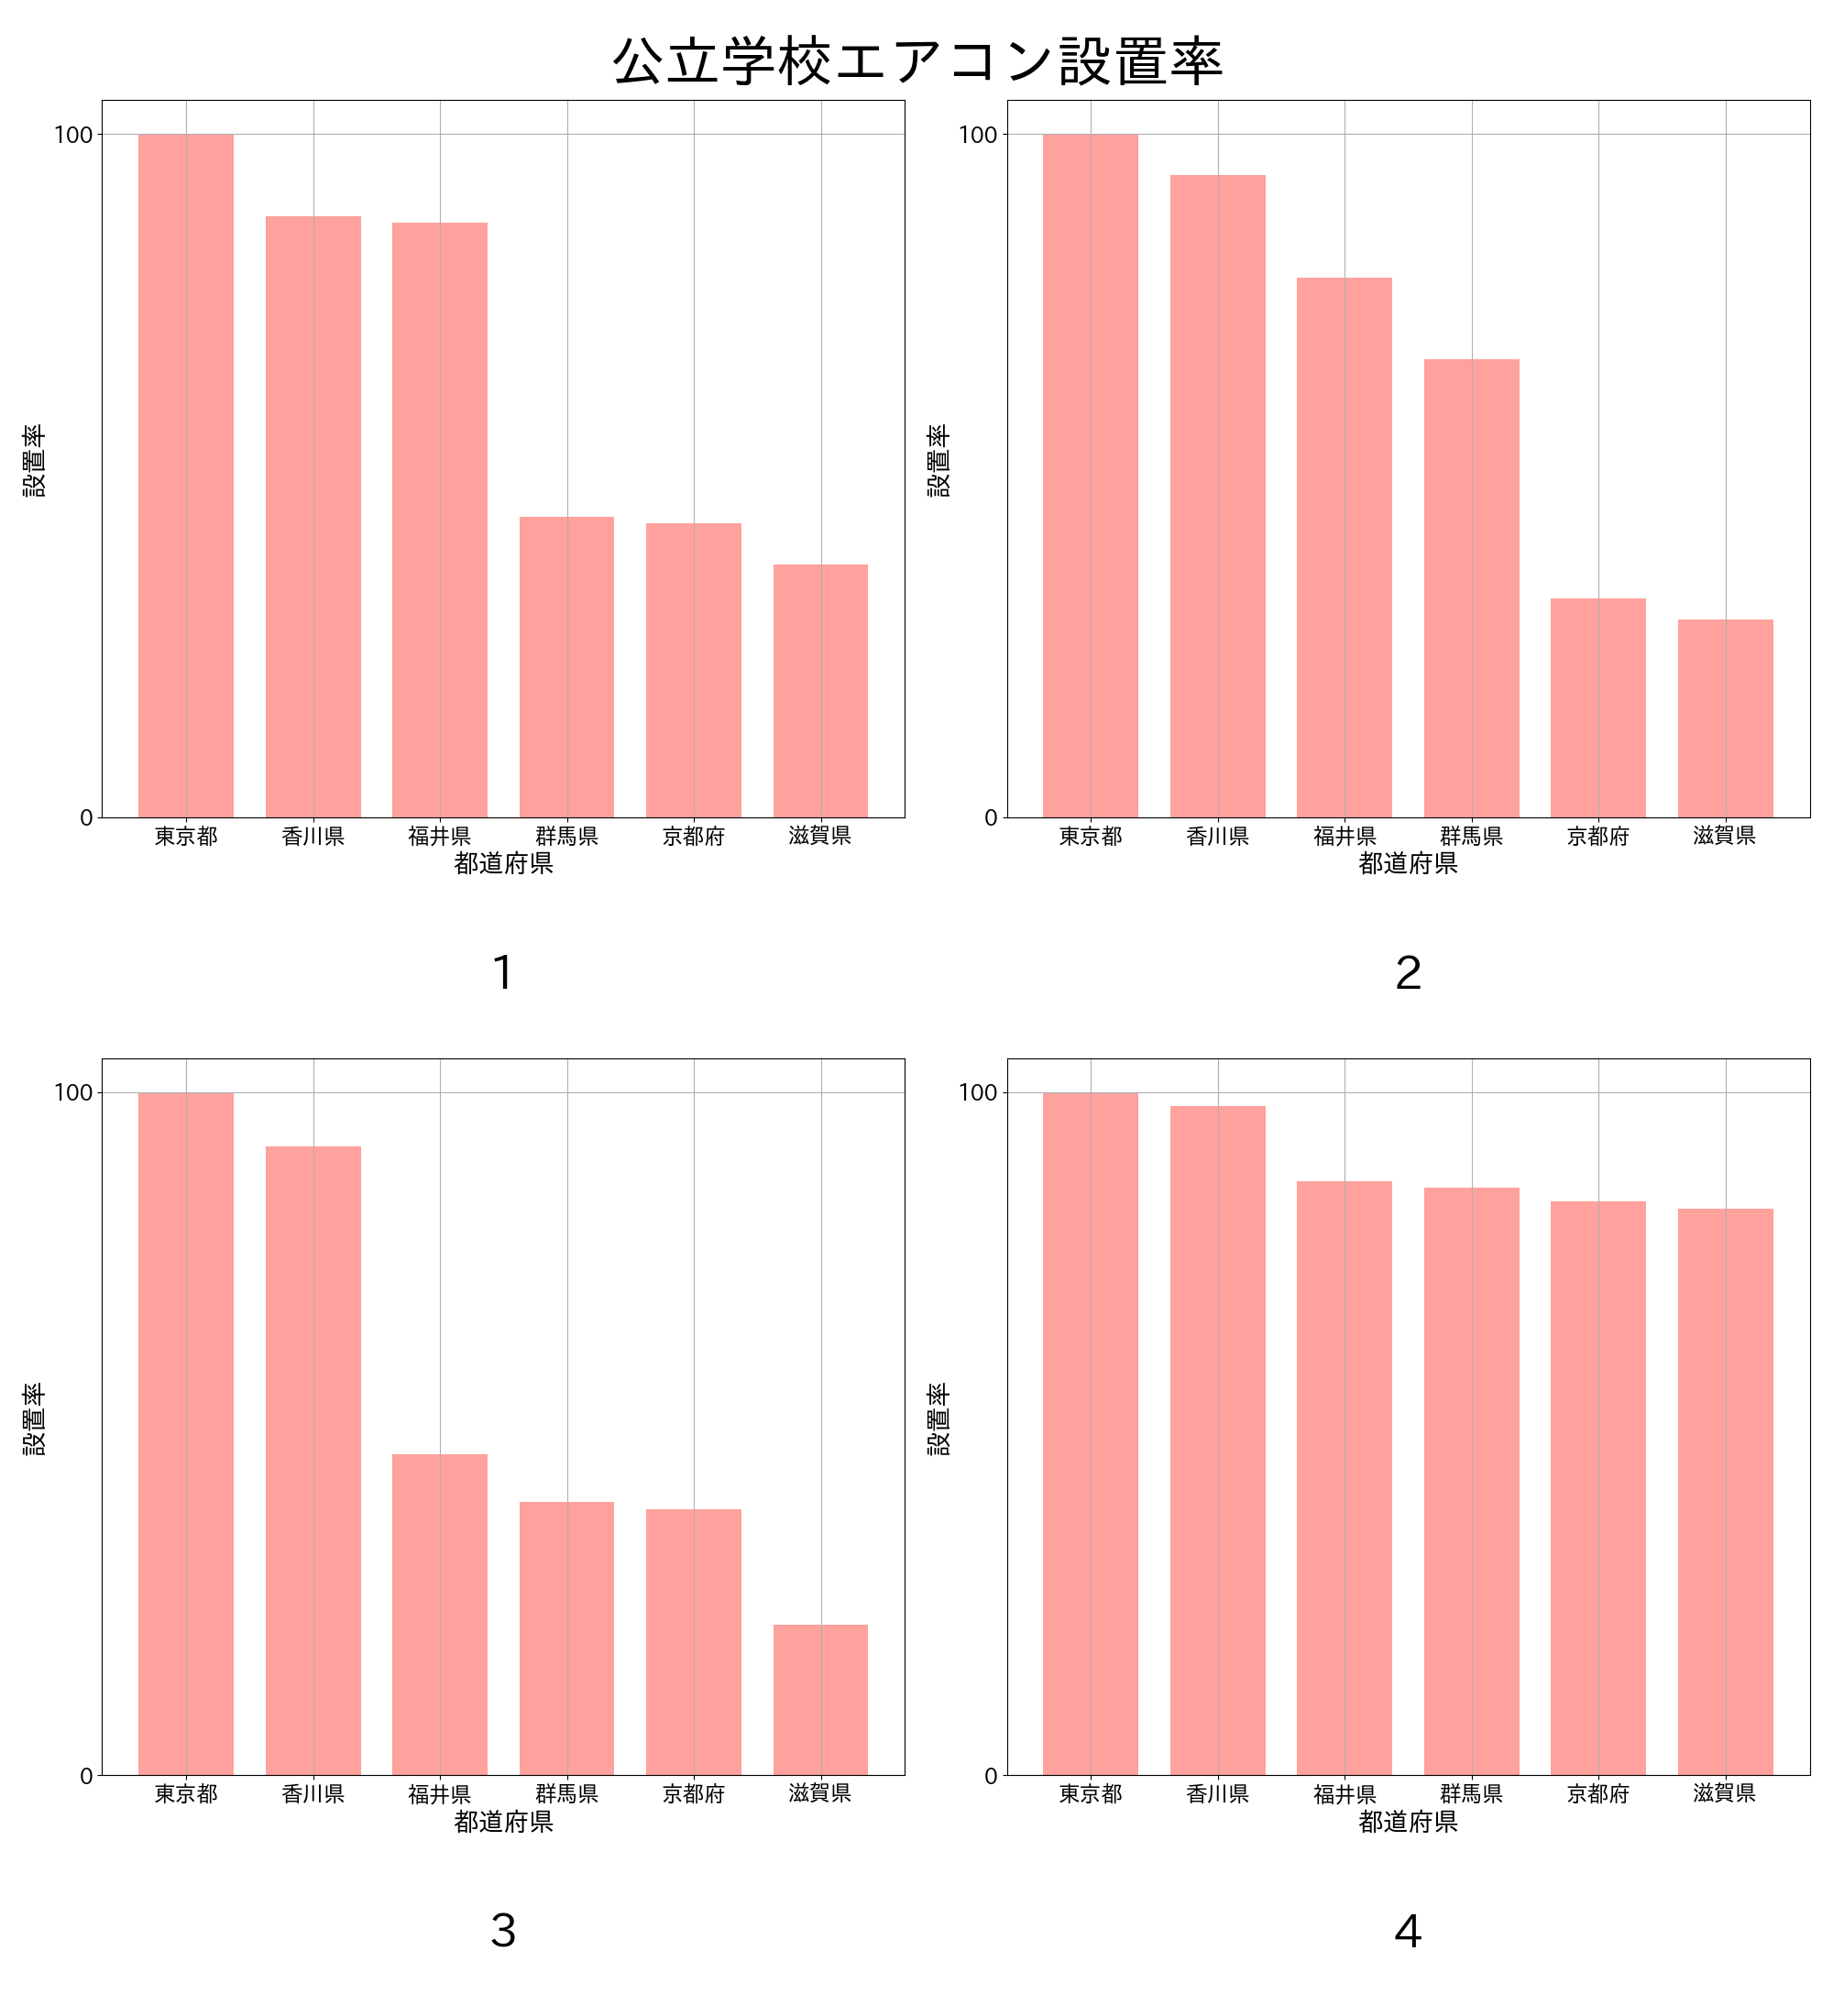 公立学校エアコン設置率
100
0
設置率
東京都 香川県 福井県 群馬県 京都府 滋賀県
都道府県
1
100
0
設置率
東京都 香川県 福井県 群馬県 京都府 滋賀県
都道府県
2
100
0
設置率
東京都 香川県 福井県 群馬県 京都府 滋賀県
都道府県
3
100
0
設置率
東京都 香川県 福井県 群馬県 京都府 滋賀県
都道府県
4